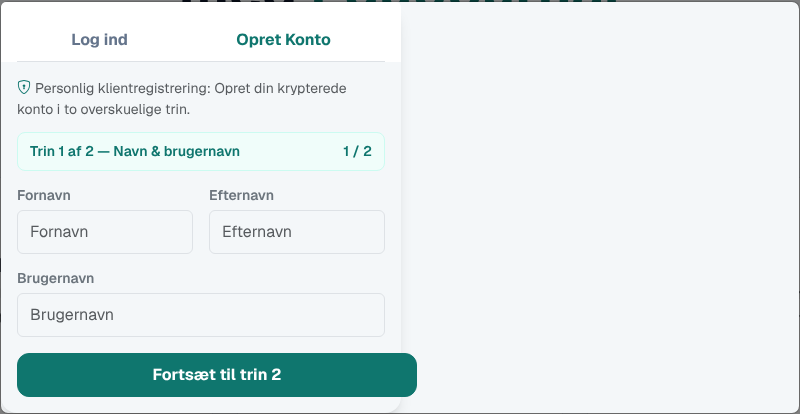 Log ind
Opret Konto
Personlig klientregistrering: Opret din krypterede
konto i to overskuelige trin.
Trin 1 af 2 — Navn & brugernavn
1 / 2
Fornavn
Efternavn
Fornavn
Efternavn
Brugernavn
Brugernavn
Fortsæt til trin 2